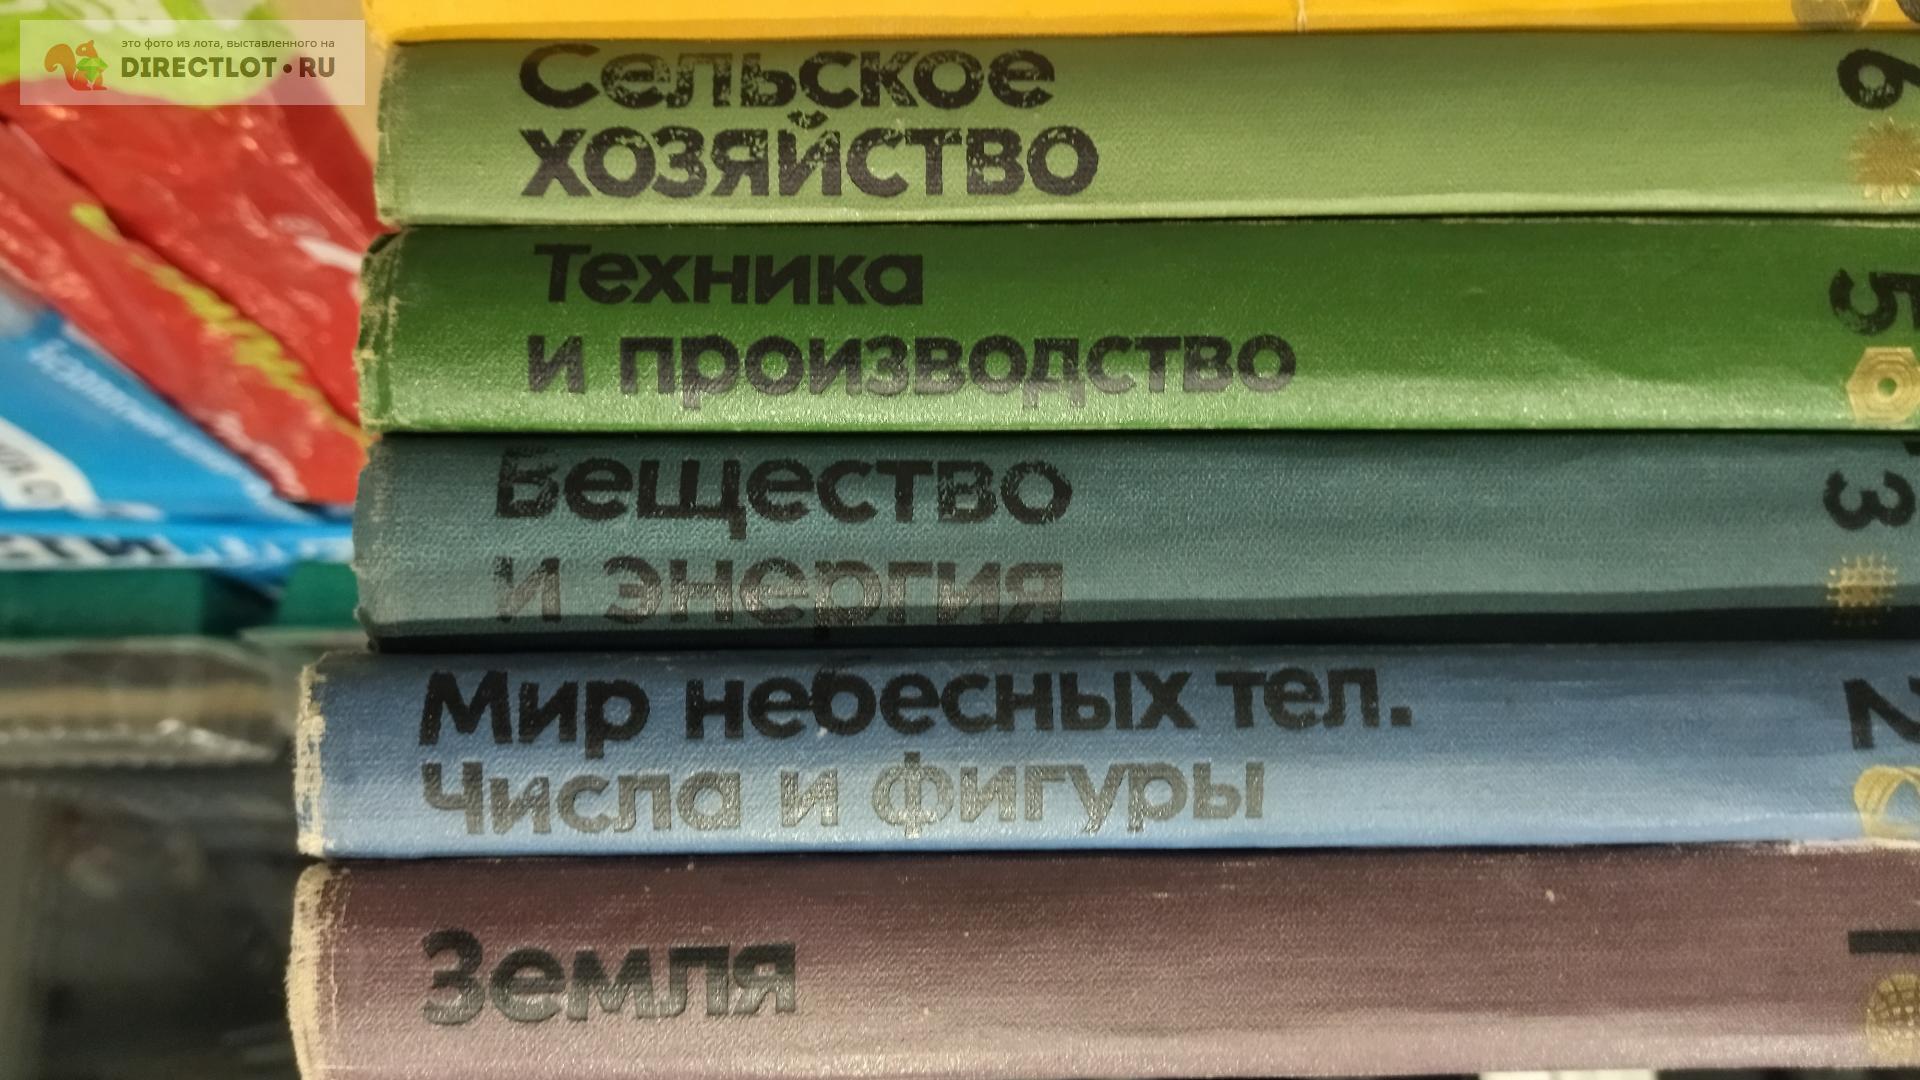 это фото из лота, выставленного на
DIRECTLOT.RU
Сельское
хозяйство
6
Техника
и производство
5
Вещество
и энергия
3
Мир небесных тел.
Числа и фигуры
2
Земля
1